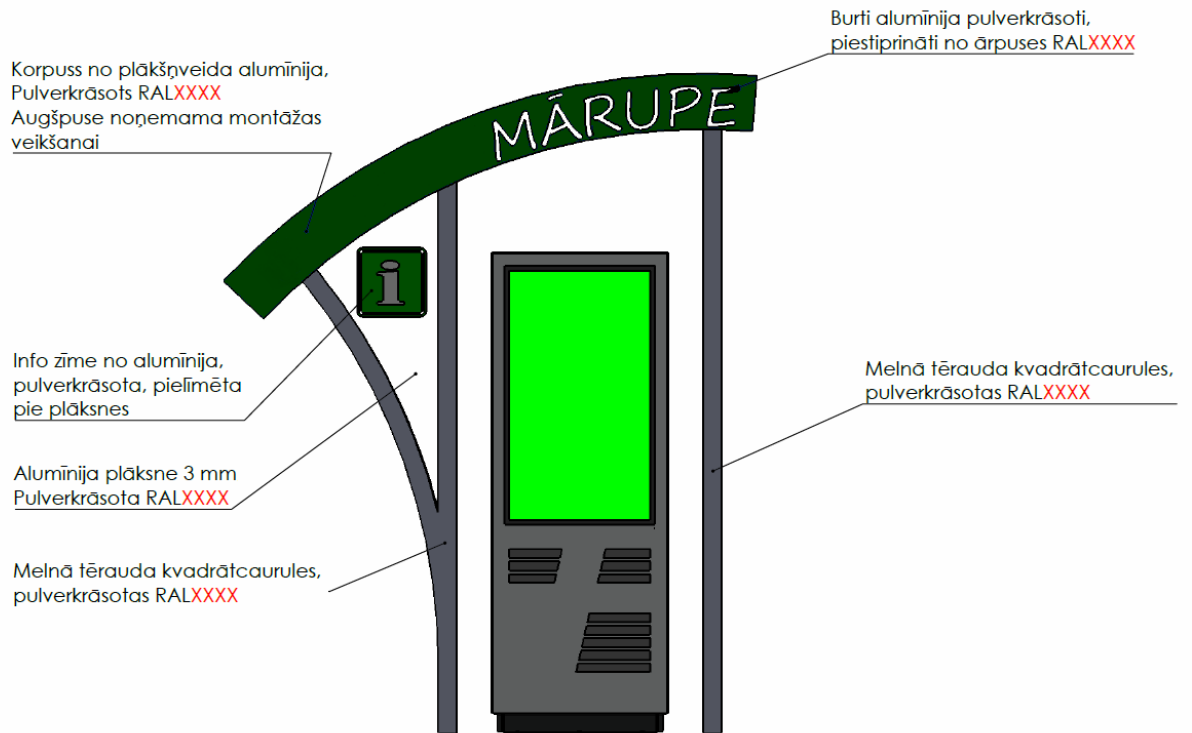 Burti alumīnija pulverkrāsoti,
piestiprināti no ārpuses RALXXXX
Korpuss no plākšņveida alumīnija,
Pulverkrāsots RALXXXX
Augšpuse noņemama montāžas
veikšanai
MĀRUPE
i
Info zīme no alumīnija,
pulverkrāsota, pielīmēta
pie plāksnes
Melnā tērauda kvadrātcaurules,
pulverkrāsotas RALXXXX
Alumīnija plāksne 3 mm
Pulverkrāsota RALXXXX
Melnā tērauda kvadrātcaurules,
pulverkrāsotas RALXXXX